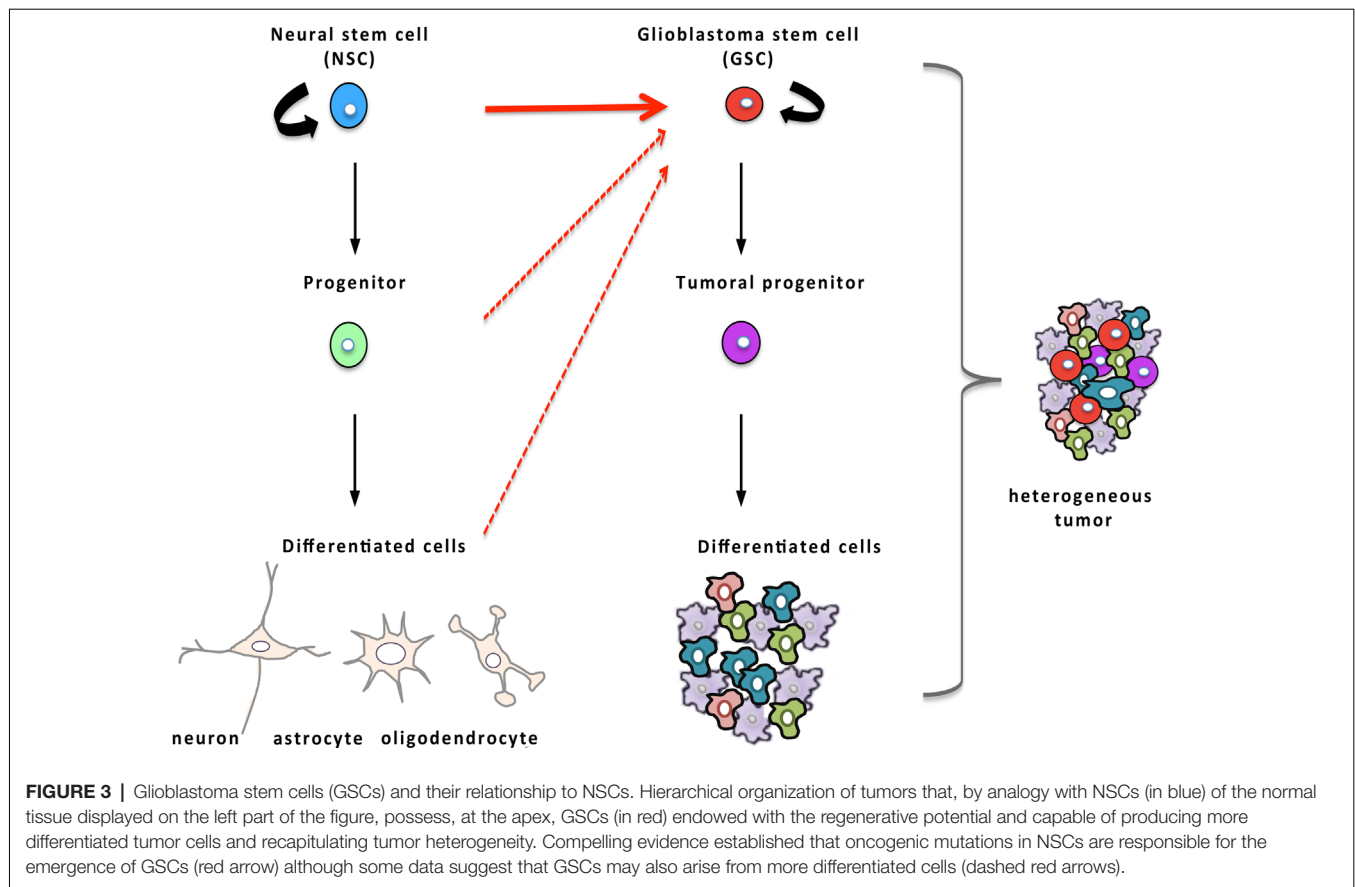 Neural stem cell
(NSC)
Glioblastoma stem cell
(GSC)
Progenitor
Tumoral progenitor
Differentiated cells
Differentiated cells
heterogeneous
tumor
neuron astrocyte oligodendrocyte
FIGURE 3 | Glioblastoma stem cells (GSCs) and their relationship to NSCs. Hierarchical organization of tumors that, by analogy with NSCs (in blue) of the normal
tissue displayed on the left part of the figure, possess, at the apex, GSCs (in red) endowed with the regenerative potential and capable of producing more
differentiated tumor cells and recapitulating tumor heterogeneity. Compelling evidence established that oncogenic mutations in NSCs are responsible for the
emergence of GSCs (red arrow) although some data suggest that GSCs may also arise from more differentiated cells (dashed red arrows).